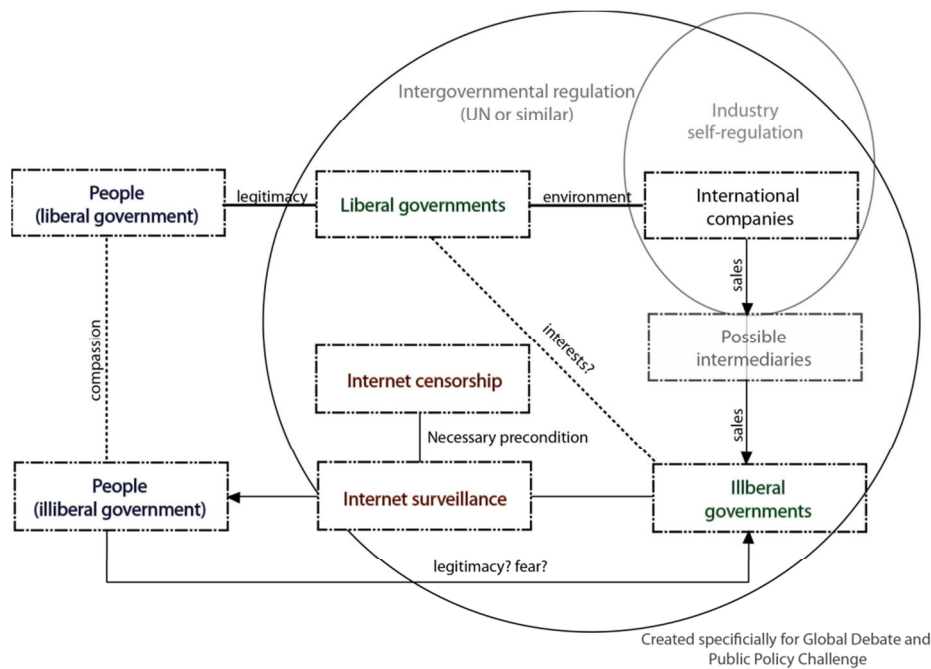 Intergovernmental regulation
(UN or similar)
Industry
self-regulation
People
(liberal government)
legitimacy
Liberal governments
environment
International
companies
sales
compassion
interests?
Possible
intermediaries
Internet censorship
sales
Necessary precondition
People
(illiberal government)
Internet surveillance
Illberal
governments
legitimacy? fear?
Created specificially for Global Debate and
Public Policy Challenge